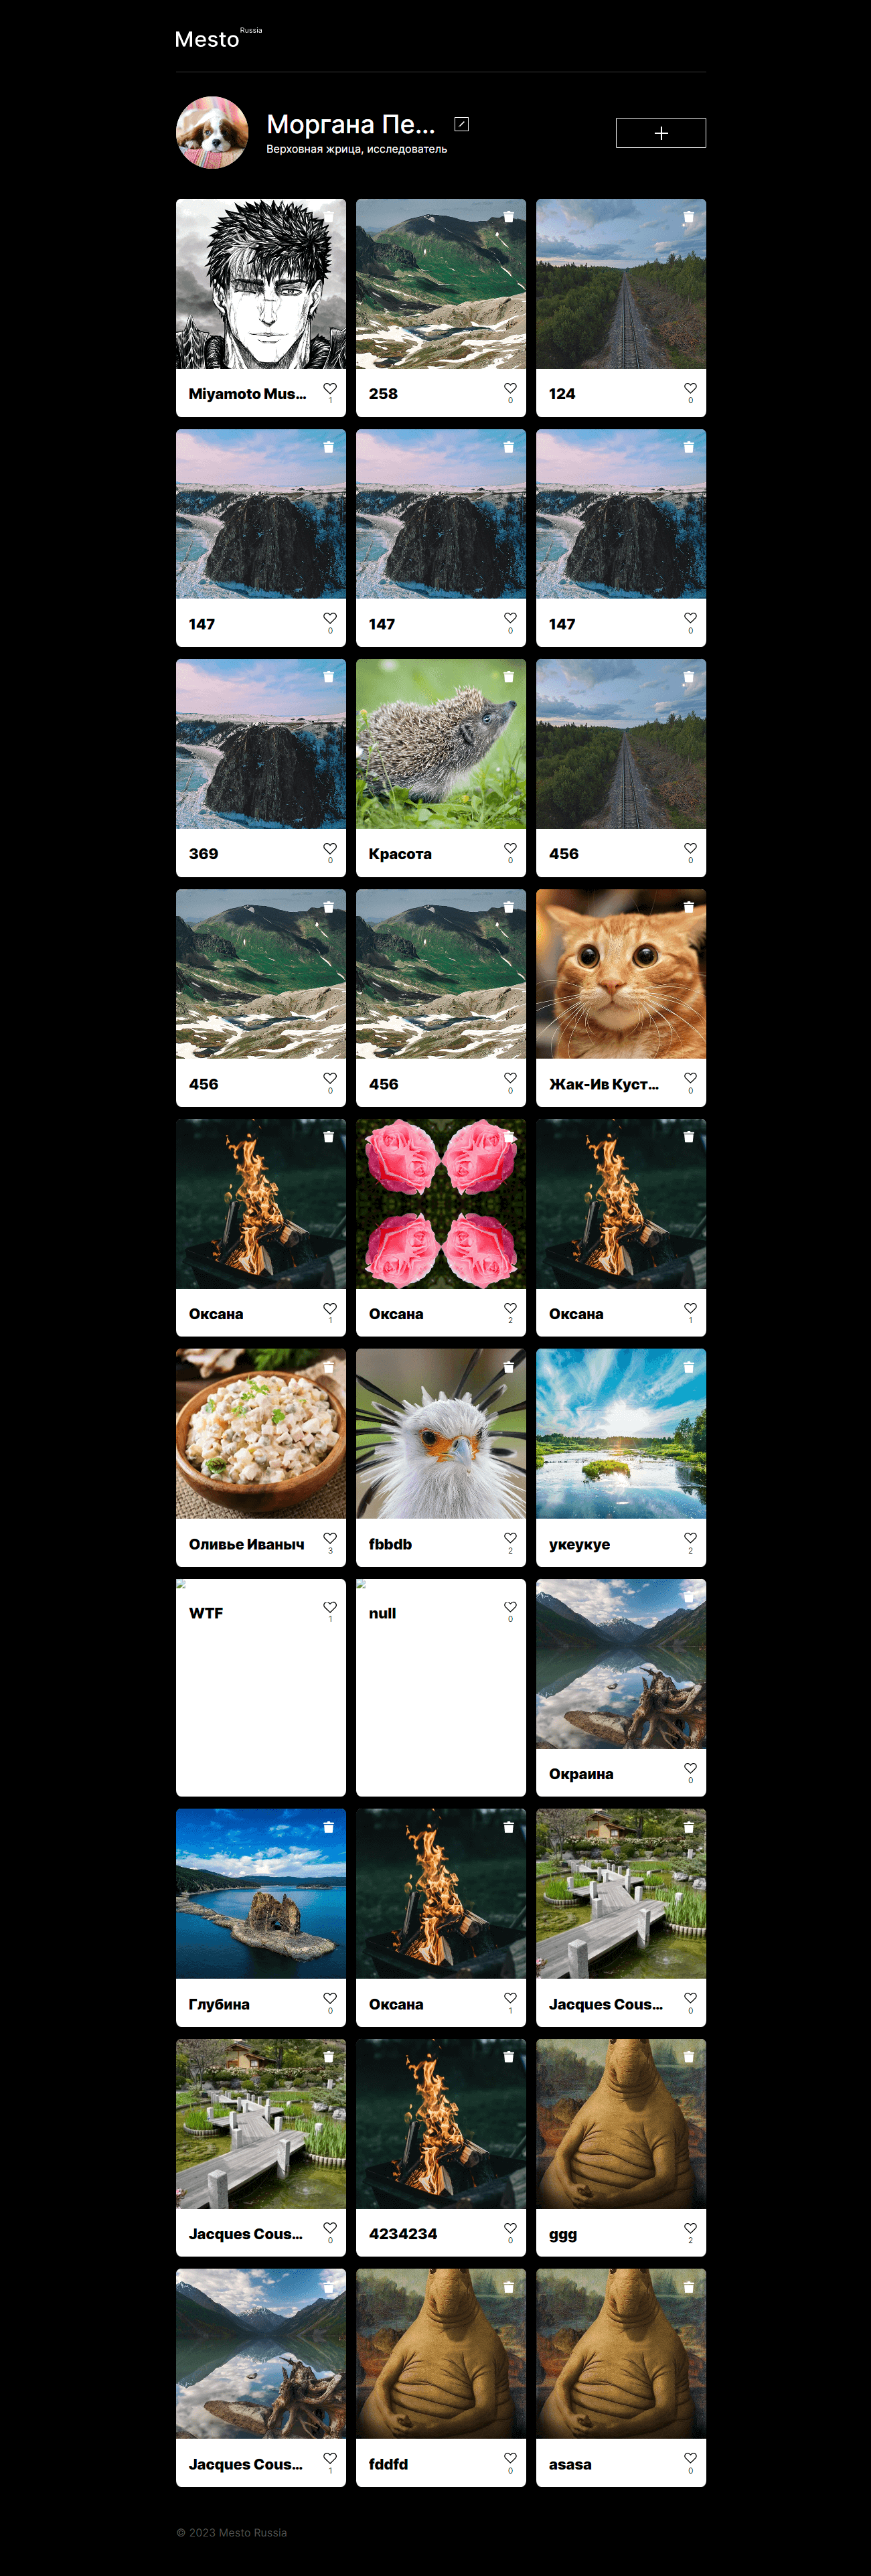 Mesto Russia
Моргана Пе...
Верховная жрица, исследователь
Miyamoto Mus...
1
258
0
124
0
147
0
147
0
147
0
369
0
Красота
0
456
0
456
0
456
0
Жак-Ив Куст...
0
Оксана
1
Оксана
2
Оксана
1
Оливье Иваныч
3
fbbdb
2
укеукуе
2
WTF
1
null
0
Окраина
0
Глубина
0
Оксана
1
Jacques Cous...
0
Jacques Cous...
0
4234234
0
ggg
2
Jacques Cous...
1
fddfd
0
asasa
0
© 2023 Mesto Russia